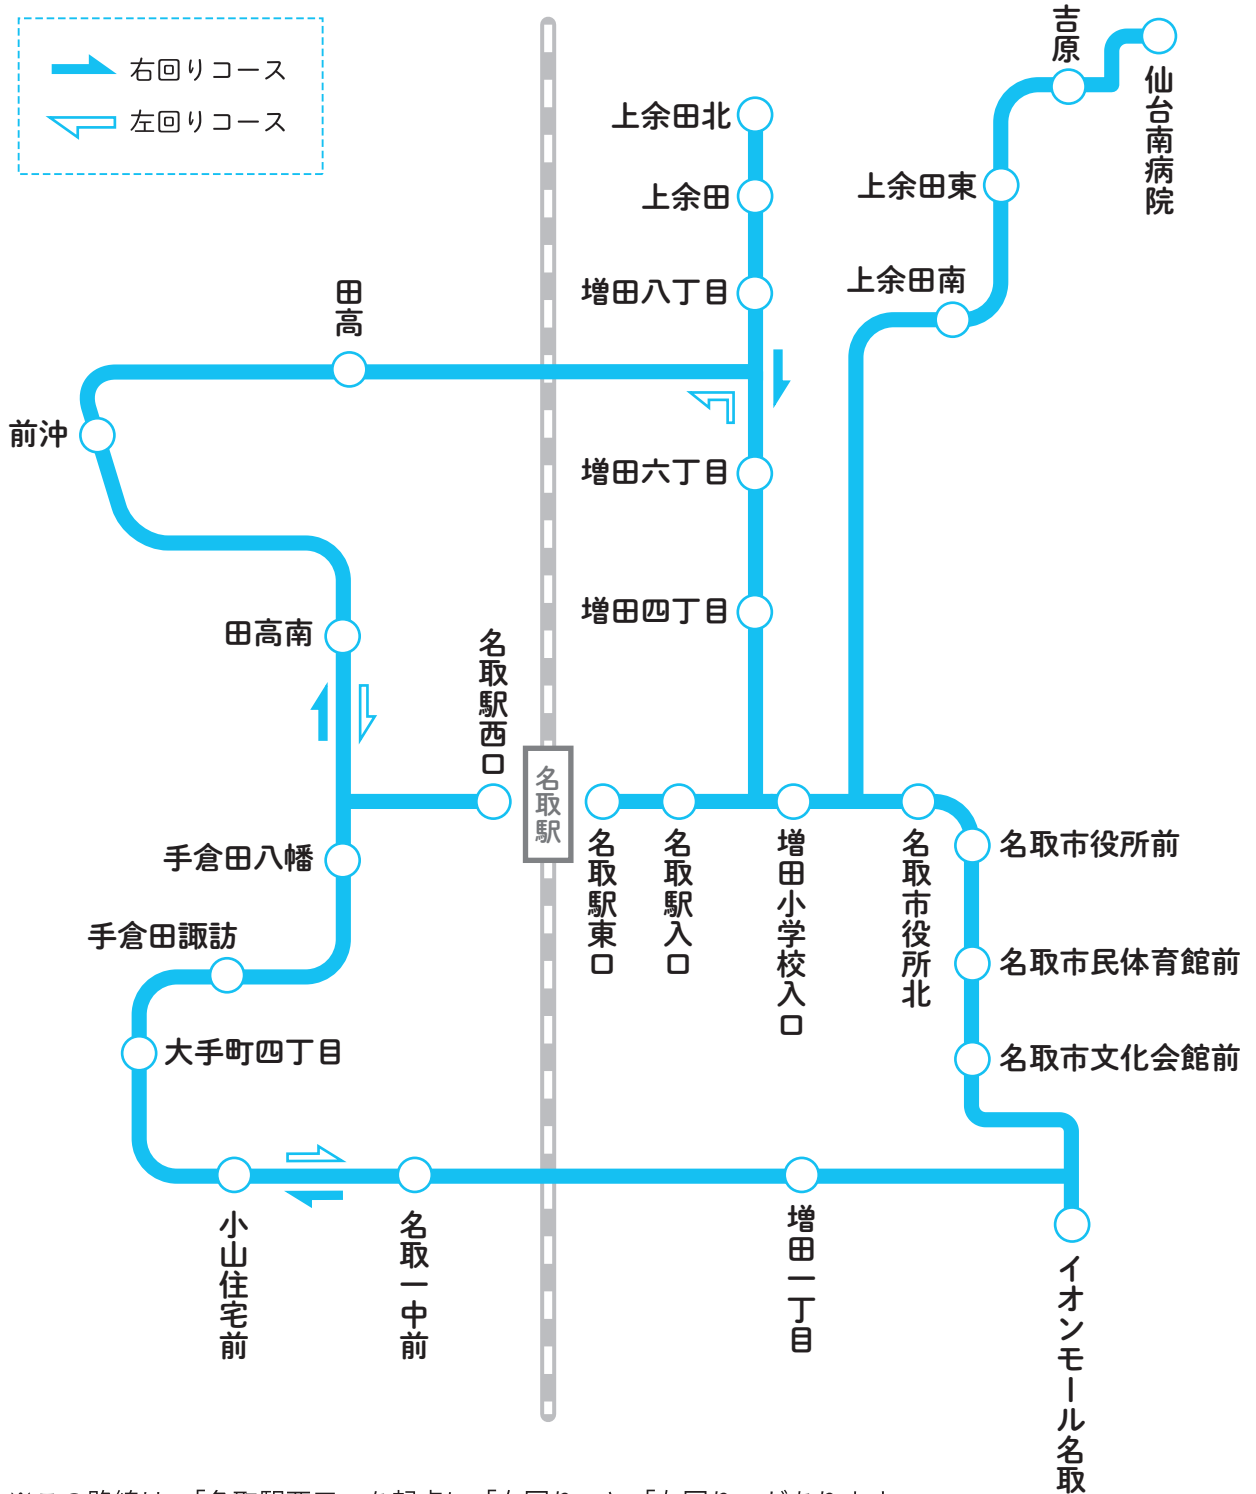 右回りコース
左回りコース
吉原
仙台南病院
上余田北
上余田
上余田東
上余田南
増田八丁目
田高
前沖
増田六丁目
増田四丁目
田高南
名取駅西口
名取駅
手倉田八幡
名取駅東口
名取駅入口
増田小学校入口
名取市役所北
名取市役所前
手倉田諏訪
名取市民体育館前
大手町四丁目
名取市文化会館前
小山住宅前
名取一中前
増田一丁目
イオンモール名取